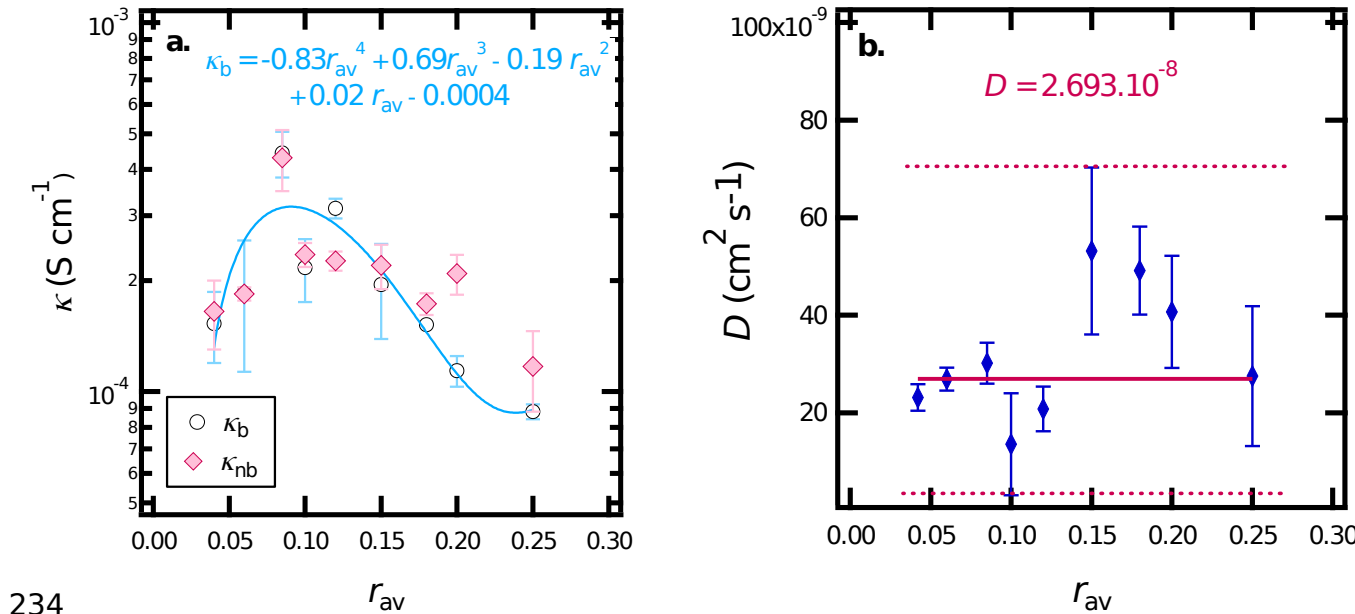 a.
κb = -0.83rav^4 + 0.69rav^3 - 0.19 rav^2
+0.02 rav - 0.0004
10^-3
9
8
7
6
5
4
3
2
10^-4
9
8
7
6
5
κ (S cm^-1)
κb
κnb
0.00 0.05 0.10 0.15 0.20 0.25 0.30
rav
b.
D = 2.693.10^-8
100x10^-9
80
60
40
20
D (cm^2 s^-1)
0.00 0.05 0.10 0.15 0.20 0.25 0.30
rav
234